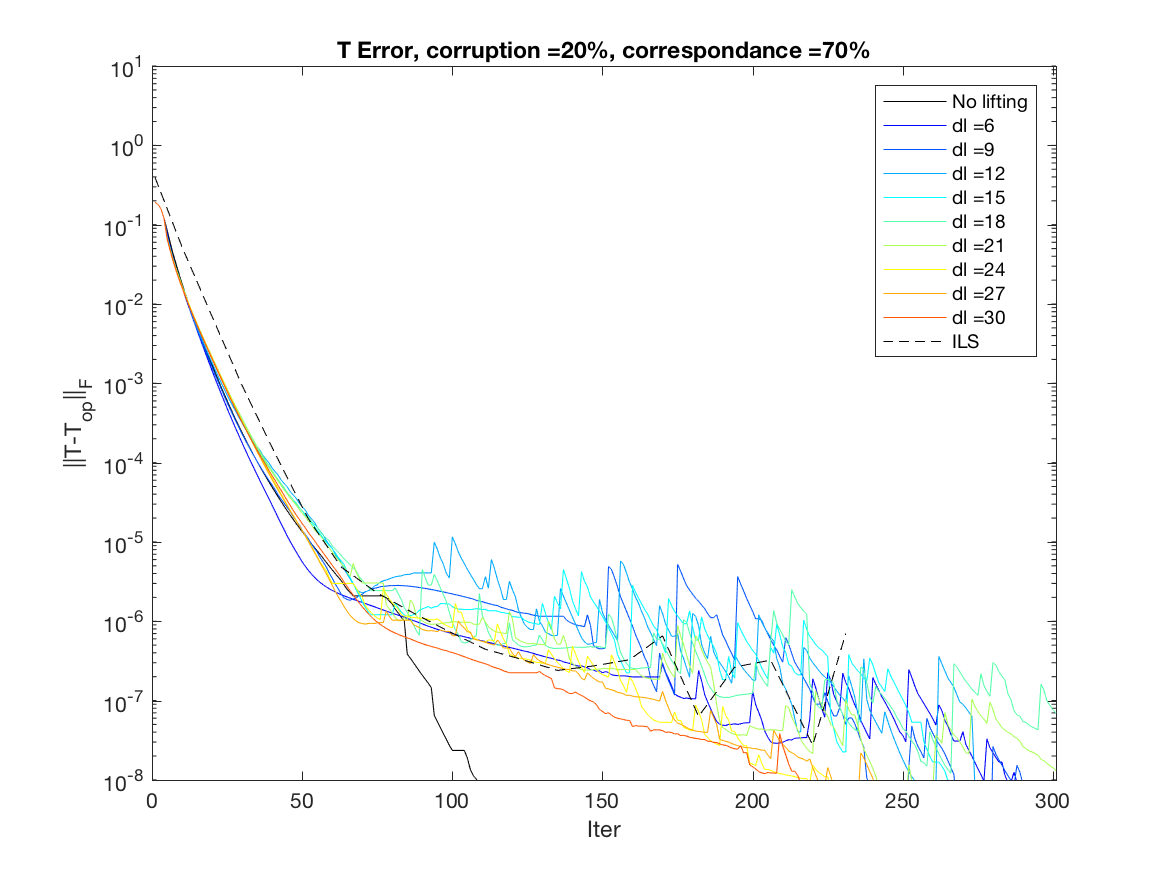 T Error, corruption =20%, correspondance =70%
10^1
10^0
10^-1
10^-2
10^-3
10^-4
10^-5
10^-6
10^-7
10^-8
||T-T_op||_F
0 50 100 150 200 250 300
Iter
No lifting
dl =6
dl =9
dl =12
dl =15
dl =18
dl =21
dl =24
dl =27
dl =30
ILS